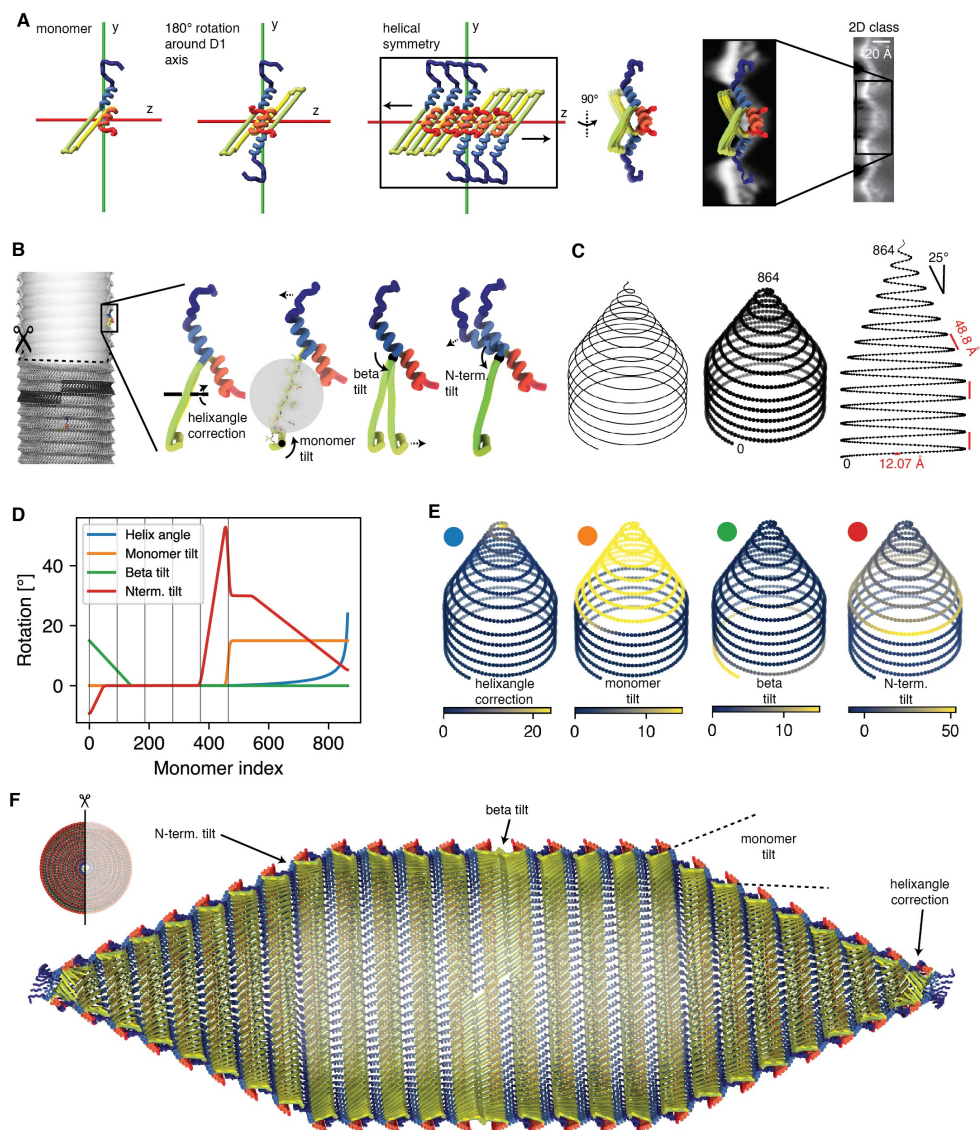 A
monomer
y
z
180° rotation
around D1
axis
y
z
helical
symmetry
y
z
90°
2D class
20 Å
B
helixangle
correction
monomer
tilt
beta
tilt
N-term.
tilt
C
864
0
864
25°
48.8 Å
0
12.07 Å
D
Helix angle
Monomer tilt
Beta tilt
Nterm. tilt
Rotation [°]
40
20
0
0
200
400
600
800
Monomer index
E
helixangle
correction
0
20
monomer
tilt
0
10
beta
tilt
0
10
N-term.
tilt
0
50
F
N-term. tilt
beta tilt
monomer
tilt
helixangle
correction